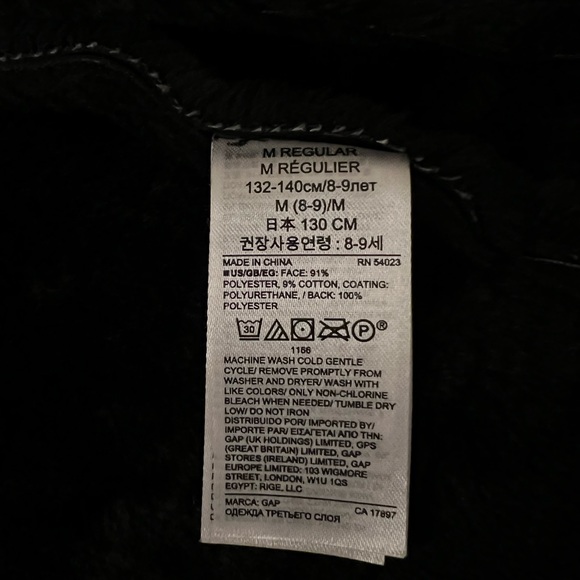 M REGULAR
M RÉGULIER
132-140см/8-9лет
M (8-9)/M
日本 130 CM
권장사용연령 : 8-9세
MADE IN CHINA RN 54023
US/GB/EG: FACE: 91%
POLYESTER, 9% COTTON, COATING:
POLYURETHANE, / BACK: 100%
POLYESTER
30 P®
1166
MACHINE WASH COLD GENTLE
CYCLE/ REMOVE PROMPTLY FROM
WASHER AND DRYER/ WASH WITH
LIKE COLORS/ ONLY NON-CHLORINE
BLEACH WHEN NEEDED/ TUMBLE DRY
LOW/ DO NOT IRON
DISTRIBUIDO POR/ IMPORTED BY/
IMPORTE PAR/ ΕΙΣΑΓΕΤΑΙ ΑΠΟ ΤΗΝ:
GAP (UK HOLDINGS) LIMITED, GPS
(GREAT BRITAIN) LIMITED, GAP
STORES (IRELAND) LIMITED, GAP
EUROPE LIMITED: 103 WIGMORE
STREET, LONDON, W1U 1QS
EGYPT: RIGE, LLC
MARCA: GAP CA 17897
ОДЕЖДА ТРЕТЬЕГО СЛОЯ